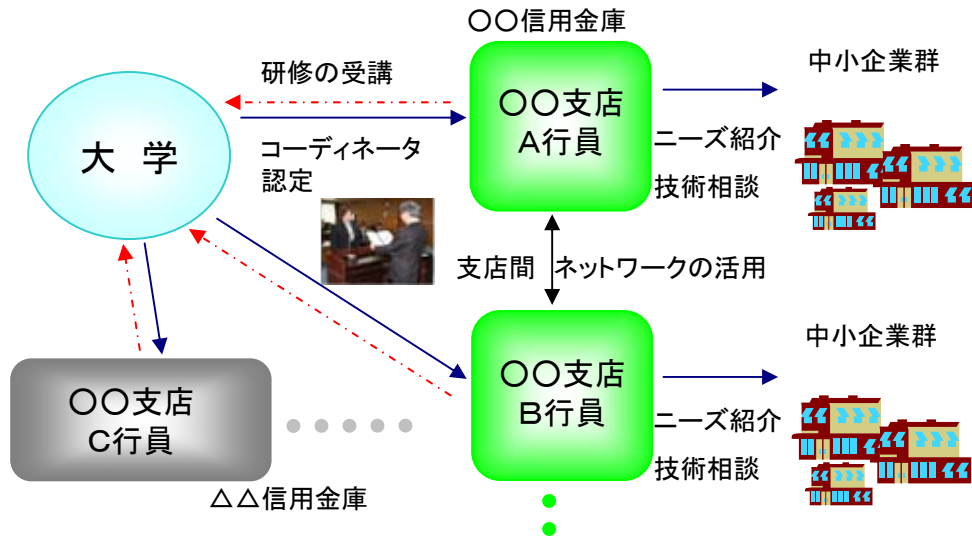 〇〇信用金庫
研修の受講
中小企業群
〇〇支店
A行員
大　学
コーディネータ
認定
ニーズ紹介
技術相談
支店間
ネットワークの活用
中小企業群
〇〇支店
B行員
〇〇支店
C行員
ニーズ紹介
技術相談
△△信用金庫